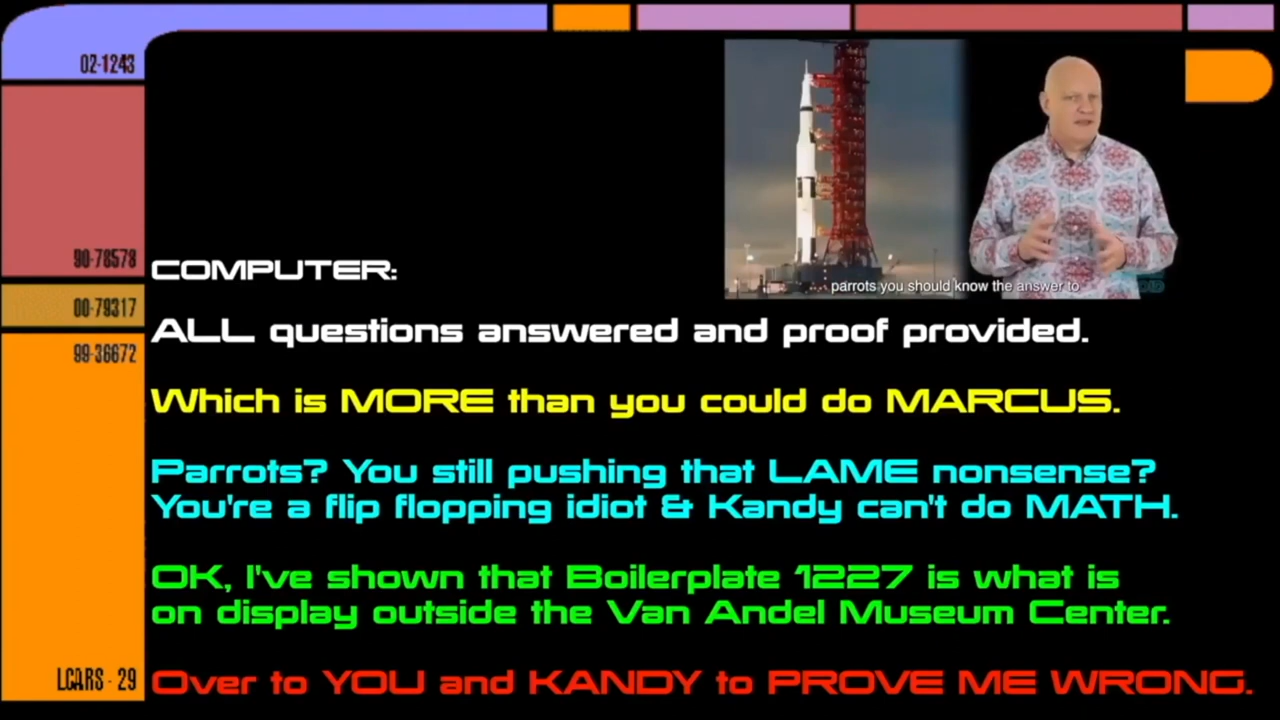 02-1243
90-78578
00-79317
99-36672
LCARS - 29
parrots you should know the answer to
COMPUTER:
ALL questions answered and proof provided.
Which is MORE than you could do MARCUS.
Parrots? You still pushing that LAME nonsense?
You're a flip flopping idiot & Kandy can't do MATH.
OK, I've shown that Boilerplate 1227 is what is
on display outside the Van Andel Museum Center.
Over to YOU and KANDY to PROVE ME WRONG.